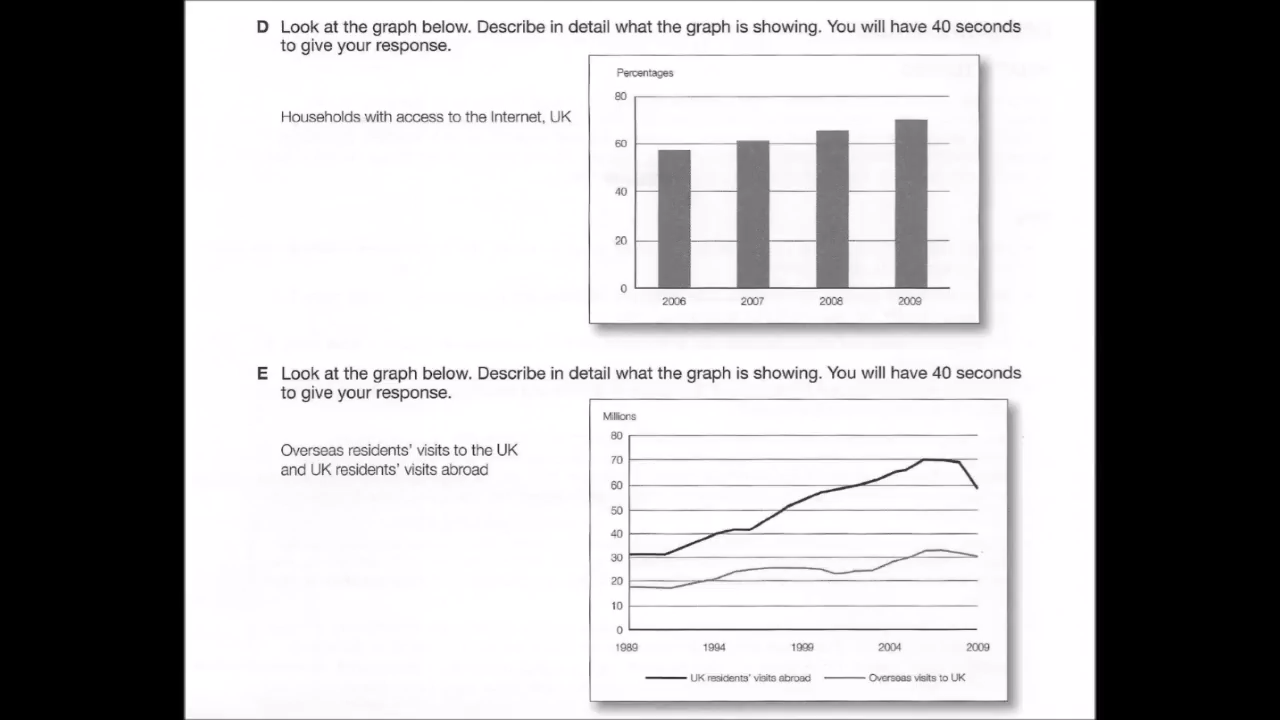 D Look at the graph below. Describe in detail what the graph is showing. You will have 40 seconds
to give your response.
Households with access to the Internet, UK
Percentages
80
60
40
20
0
2006 2007 2008 2009
E Look at the graph below. Describe in detail what the graph is showing. You will have 40 seconds
to give your response.
Overseas residents' visits to the UK
and UK residents' visits abroad
Millions
80
70
60
50
40
30
20
10
0
1989 1994 1999 2004 2009
UK residents' visits abroad Overseas visits to UK